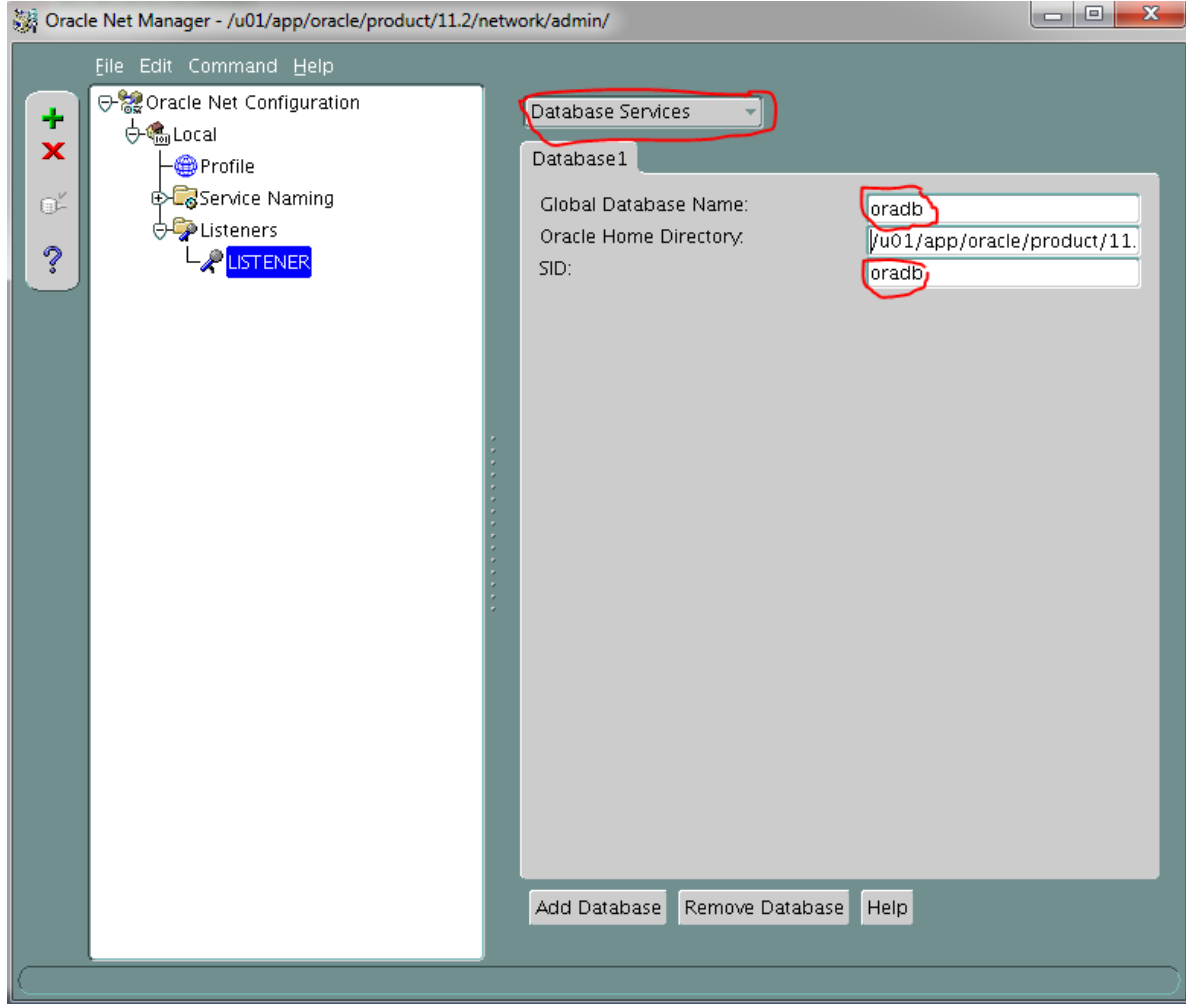 Oracle Net Manager - /u01/app/oracle/product/11.2/network/admin/
File Edit Command Help
Oracle Net Configuration
Local
Profile
Service Naming
Listeners
LISTENER
Database Services
Database1
Global Database Name: oradb
Oracle Home Directory: /u01/app/oracle/product/11.
SID: oradb
Add Database Remove Database Help